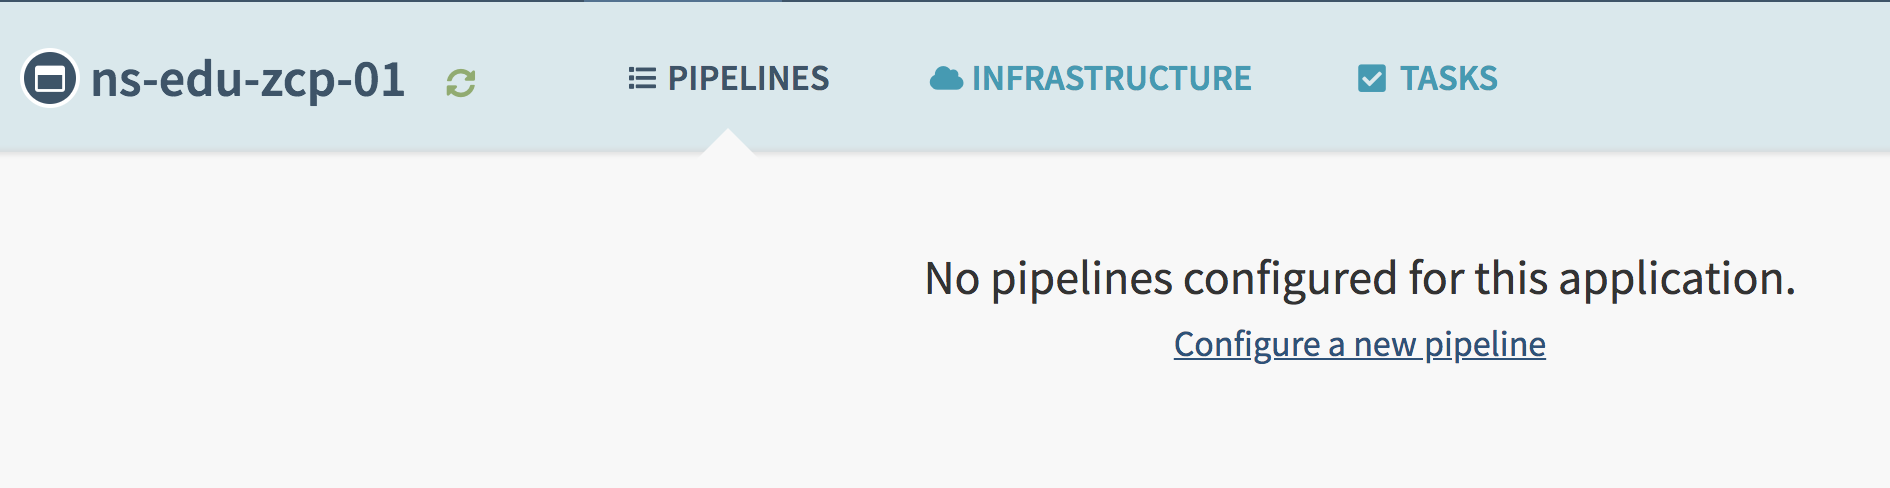 ns-edu-zcp-01
PIPELINES
INFRASTRUCTURE
TASKS
No pipelines configured for this application.
Configure a new pipeline